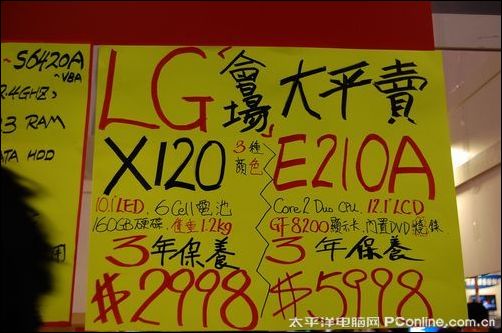 S6420A
VBA
2.4GHz
3 RAM
ATA HDD
LG「會場」大平賣
X120
3種
顏色
10.1"LED, 6 Cell電池
160GB硬碟, 僅重1.2kg
3年保養
$2998
E210A
Core 2 Duo CPU, 12.1"LCD
GF 8200顯示卡, 內置DVD燒錄
3年保養
$5998
太平洋电脑网 PConline.com.cn